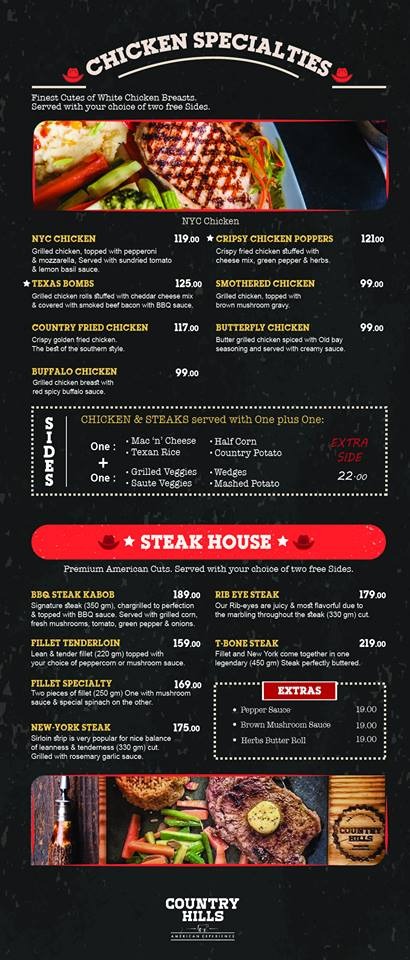 CHICKEN SPECIALTIES
Finest Cutes of White Chicken Breasts.
Served with your choice of two free Sides.
NYC Chicken
NYC CHICKEN 119.00
Grilled chicken, topped with pepperoni
& mozzarella, Served with sundried tomato
& lemon basil sauce.
TEXAS BOMBS 125.00
Grilled chicken rolls stuffed with cheddar cheese mix
& covered with smoked beef bacon with BBQ sauce.
COUNTRY FRIED CHICKEN 117.00
Crispy golden fried chicken.
The best of the southern style.
BUFFALO CHICKEN 99.00
Grilled chicken breast with
red spicy buffalo sauce.
CRIPSY CHICKEN POPPERS 121.00
Crispy fried chicken stuffed with
cheese mix, green pepper & herbs.
SMOTHERED CHICKEN 99.00
Grilled chicken, topped with
brown mushroom gravy.
BUTTERFLY CHICKEN 99.00
Butter grilled chicken spiced with Old bay
seasoning and served with creamy sauce.
SIDES
CHICKEN & STEAKS served with One plus One:
One : • Mac 'n' Cheese • Half Corn
• Texan Rice • Country Potato
+
One : • Grilled Veggies • Wedges
• Saute Veggies • Mashed Potato
EXTRA
SIDE
22.00
STEAK HOUSE
Premium American Cuts. Served with your choice of two free Sides.
BBQ STEAK KABOB 189.00
Signature steak (350 gm), chargrilled to perfection
& topped with BBQ sauce. Served with grilled corn,
fresh mushrooms, tomato, green pepper & onions.
FILLET TENDERLOIN 159.00
Lean & tender fillet (220 gm) topped with
your choice of peppercorn or mushroom sauce.
FILLET SPECIALTY 169.00
Two pieces of fillet (250 gm) One with mushroom
sauce & special spinach on the other.
NEW-YORK STEAK 175.00
Sirloin strip is very popular for nice balance
of leanness & tenderness (330 gm) cut.
Grilled with rosemary garlic sauce.
RIB EYE STEAK 179.00
Our Rib-eyes are juicy & most flavorful due to
the marbling throughout the steak (330 gm) cut.
T-BONE STEAK 219.00
Fillet and New York come together in one
legendary (450 gm) Steak perfectly buttered.
EXTRAS
• Pepper Sauce 19.00
• Brown Mushroom Sauce 19.00
• Herbs Butter Roll 19.00
COUNTRY
HILLS
COUNTRY
HILLS
AMERICAN EXPERIENCE